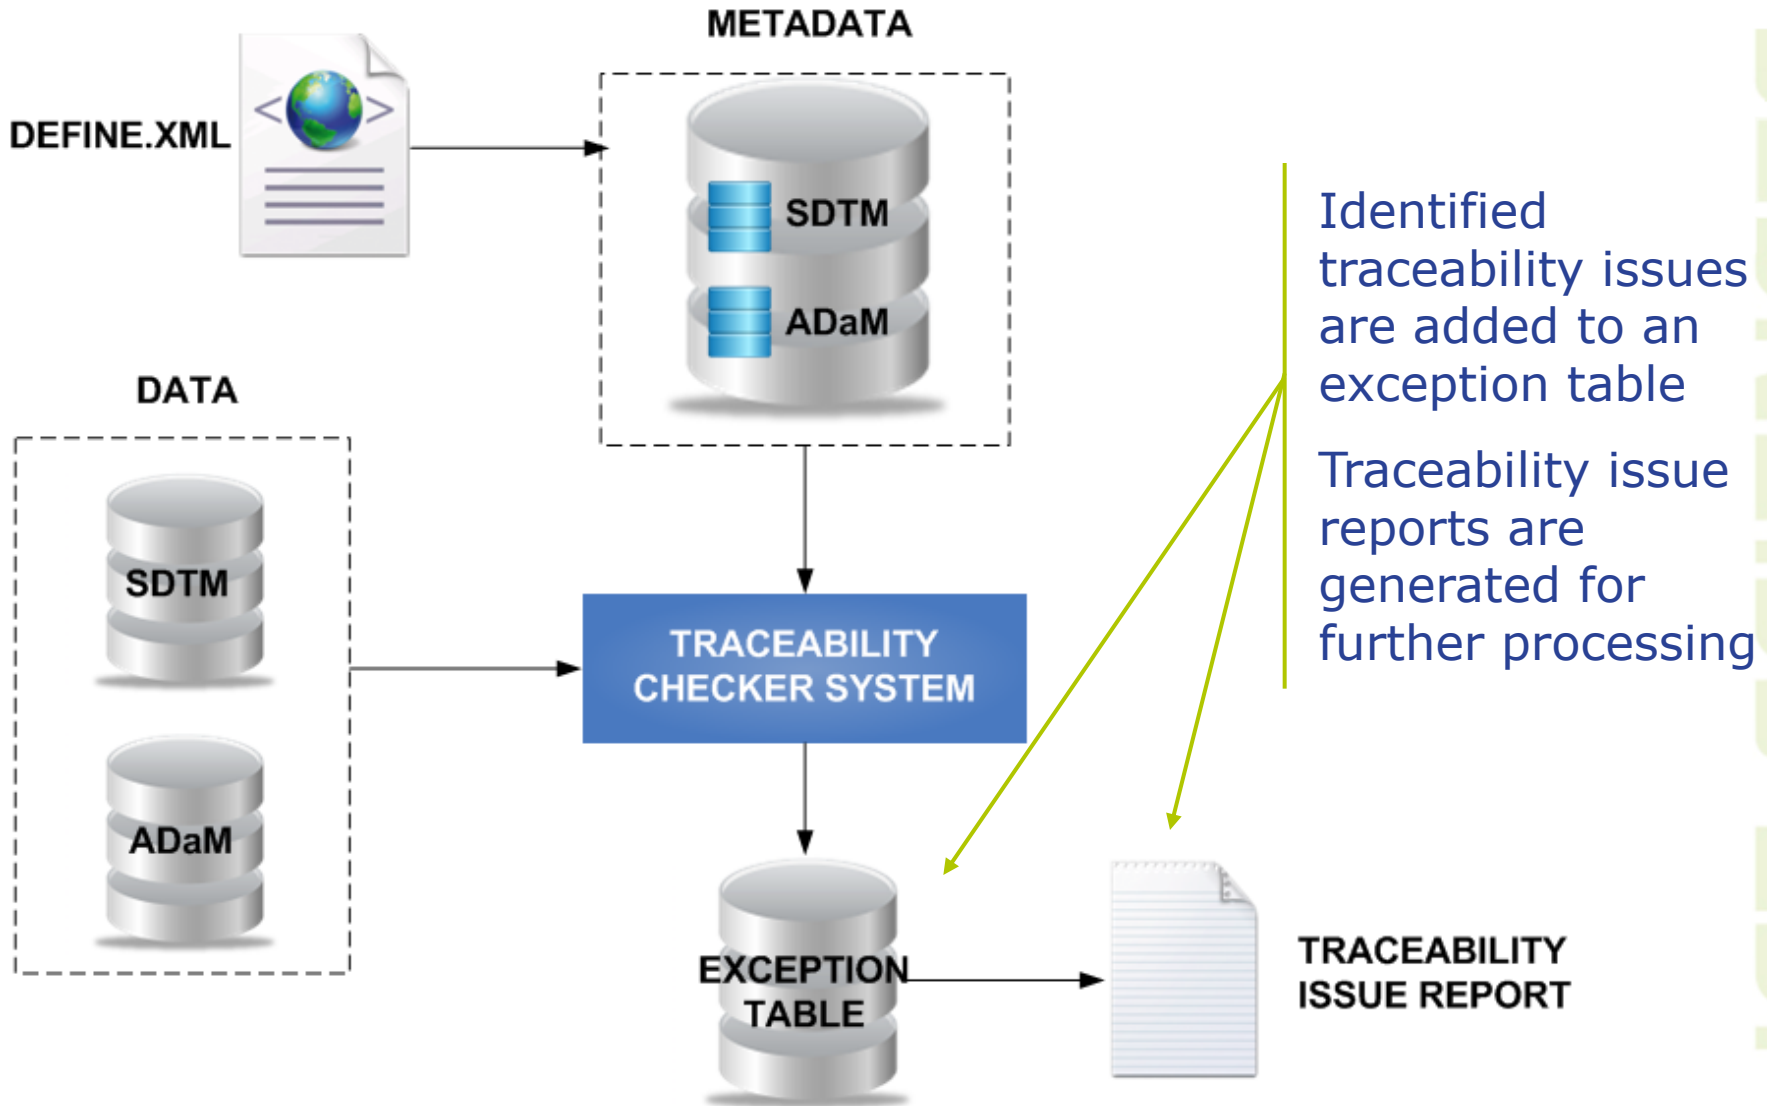 METADATA
DEFINE.XML
SDTM
ADaM
DATA
SDTM
ADaM
TRACEABILITY
CHECKER SYSTEM
EXCEPTION
TABLE
TRACEABILITY
ISSUE REPORT
Identified
traceability issues
are added to an
exception table
Traceability issue
reports are
generated for
further processing